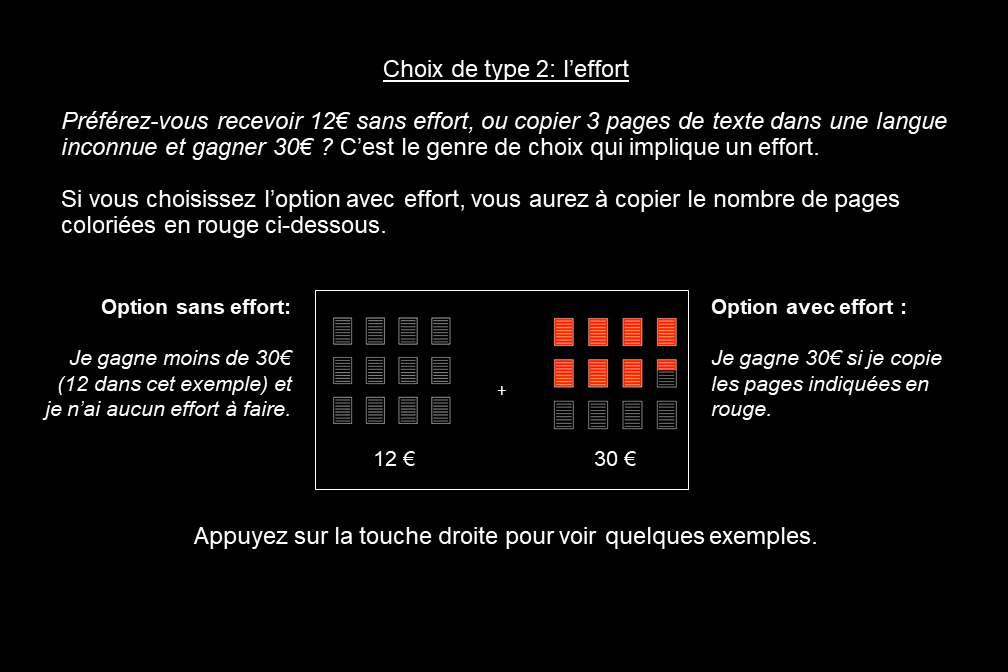 Choix de type 2: l’effort
Préférez-vous recevoir 12€ sans effort, ou copier 3 pages de texte dans une langue
inconnue et gagner 30€ ? C’est le genre de choix qui implique un effort.
Si vous choisissez l’option avec effort, vous aurez à copier le nombre de pages
coloriées en rouge ci-dessous.
Option sans effort:
Je gagne moins de 30€
(12 dans cet exemple) et
je n’ai aucun effort à faire.
+
12 €
30 €
Option avec effort :
Je gagne 30€ si je copie
les pages indiquées en
rouge.
Appuyez sur la touche droite pour voir quelques exemples.